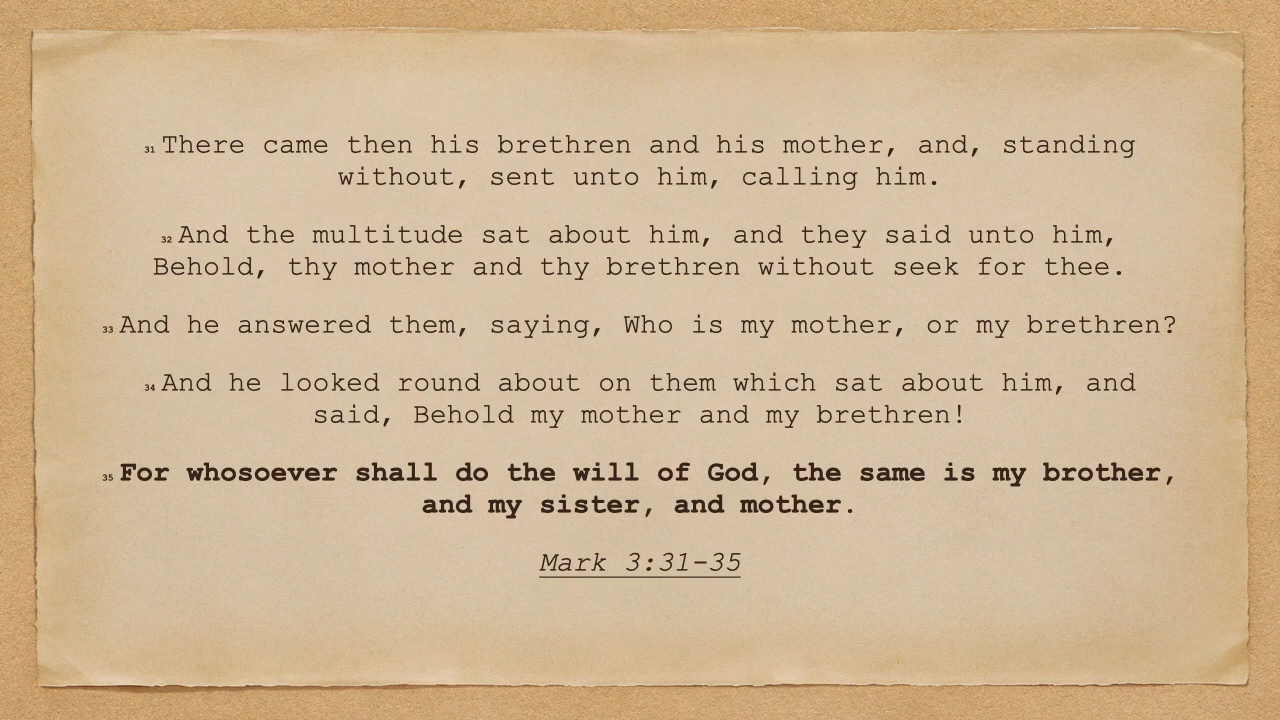 31 There came then his brethren and his mother, and, standing
without, sent unto him, calling him.
32 And the multitude sat about him, and they said unto him,
Behold, thy mother and thy brethren without seek for thee.
33 And he answered them, saying, Who is my mother, or my brethren?
34 And he looked round about on them which sat about him, and
said, Behold my mother and my brethren!
35 For whosoever shall do the will of God, the same is my brother,
and my sister, and mother.
Mark 3:31-35